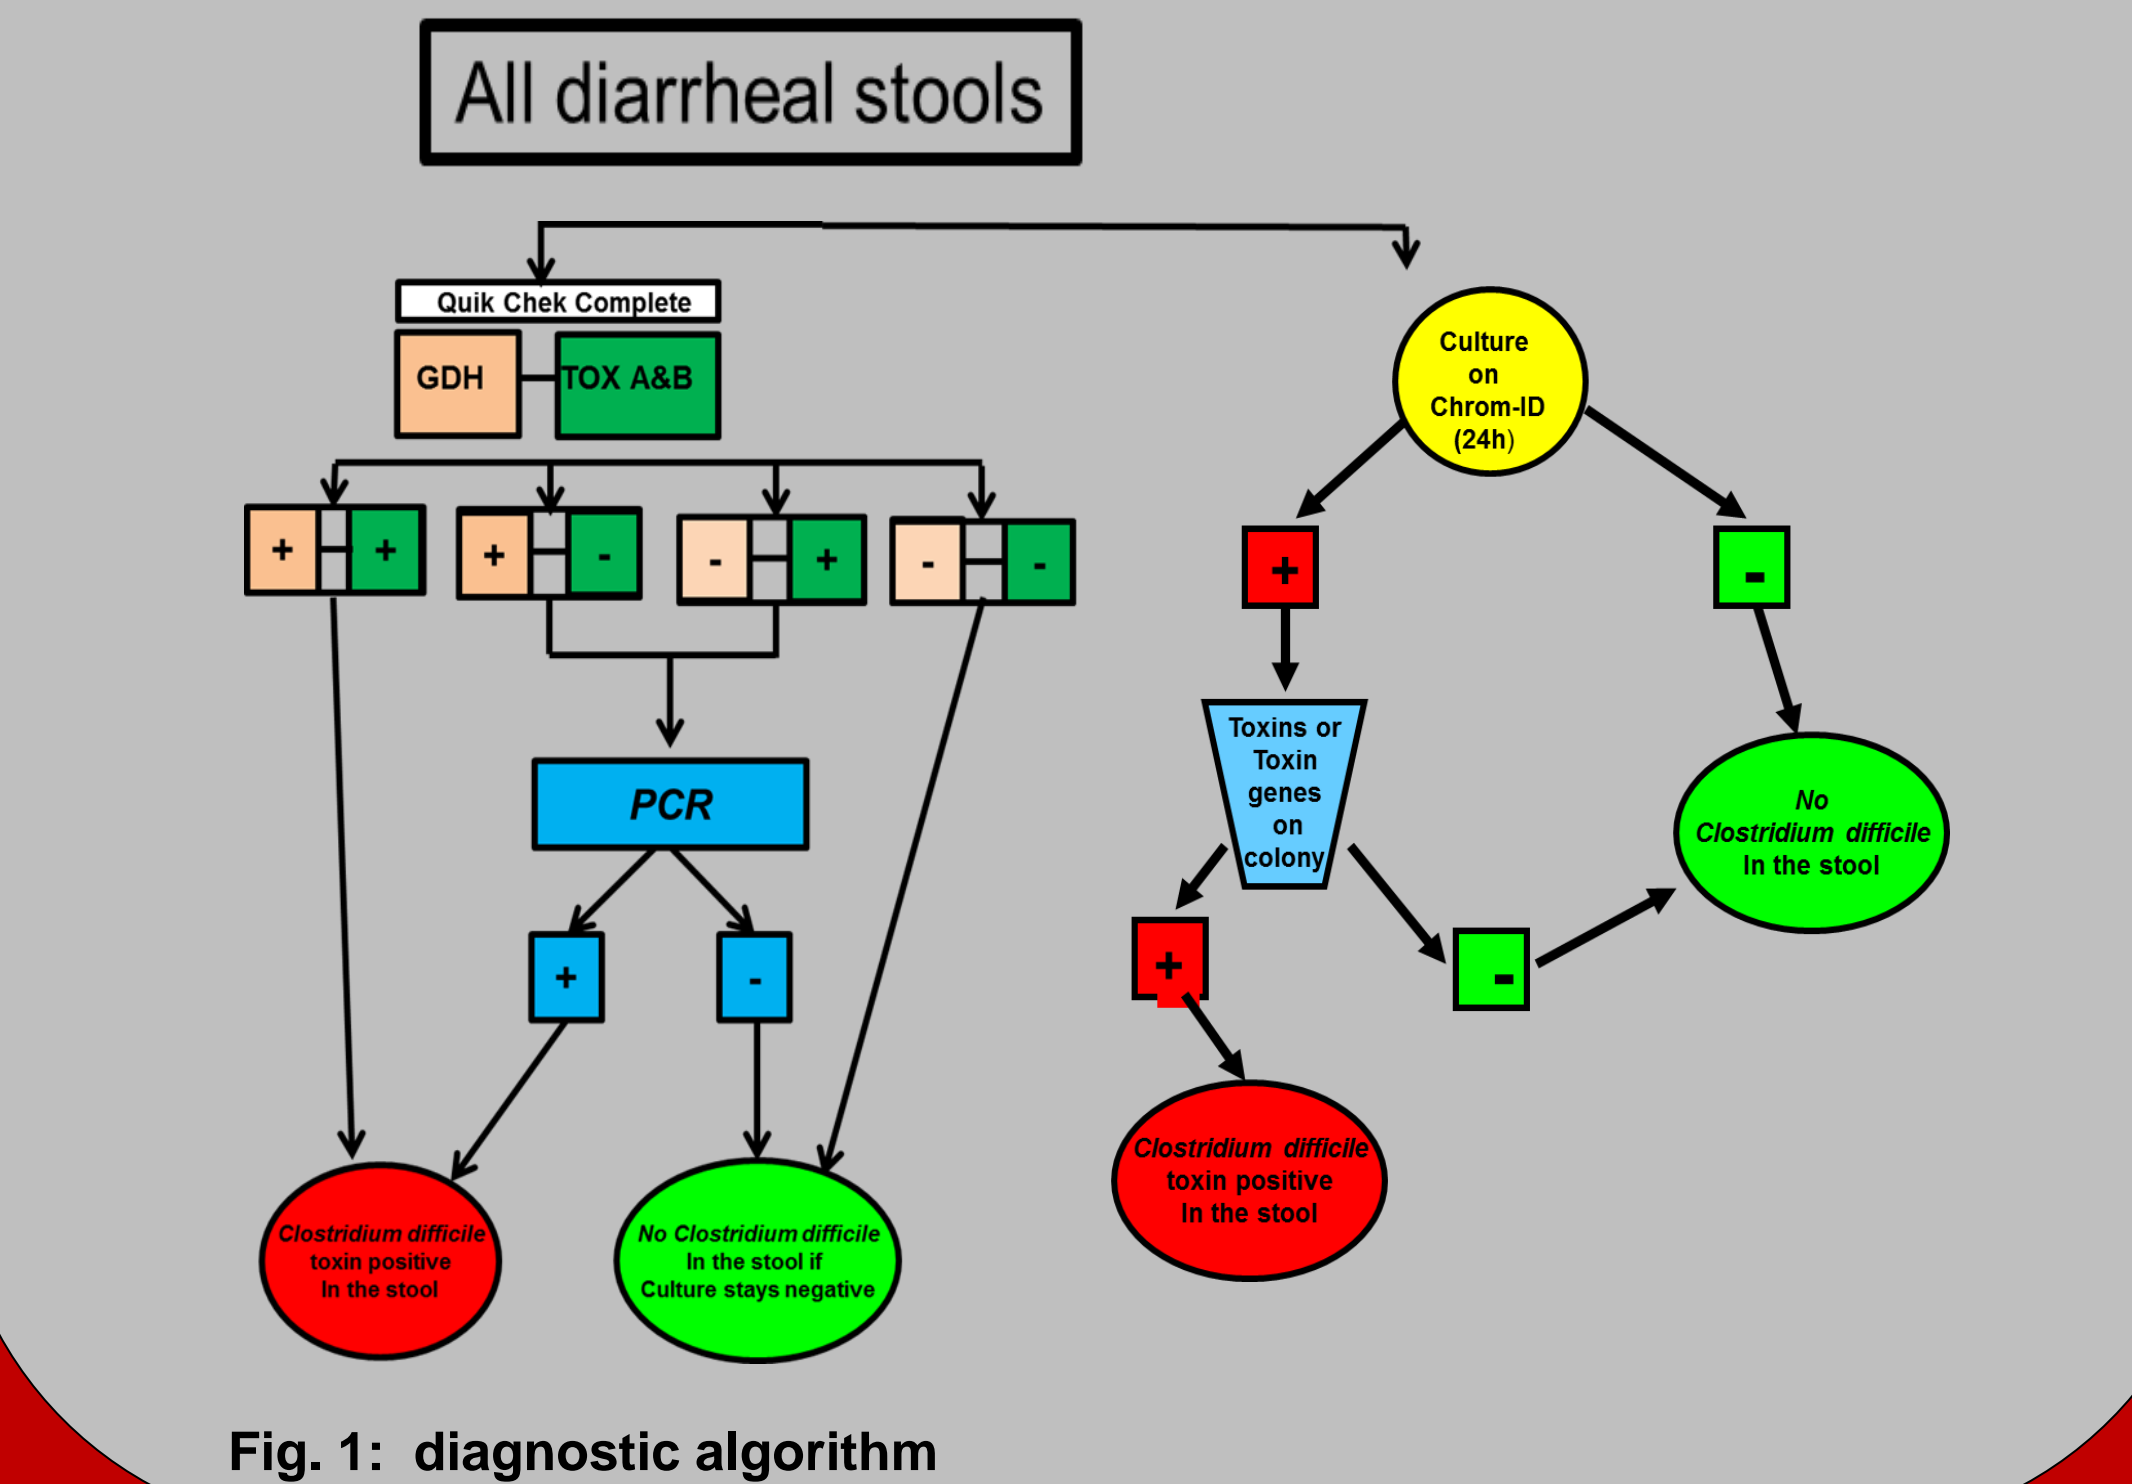 All diarrheal stools
Quik Chek Complete
GDH
TOX A&B
+
+
+
-
-
+
-
-
PCR
+
-
Clostridium difficile
toxin positive
In the stool
No Clostridium difficile
In the stool if
Culture stays negative
Culture
on
Chrom-ID
(24h)
+
-
Toxins or
Toxin
genes
on
colony
+
-
No
Clostridium difficile
In the stool
Clostridium difficile
toxin positive
In the stool
Fig. 1: diagnostic algorithm